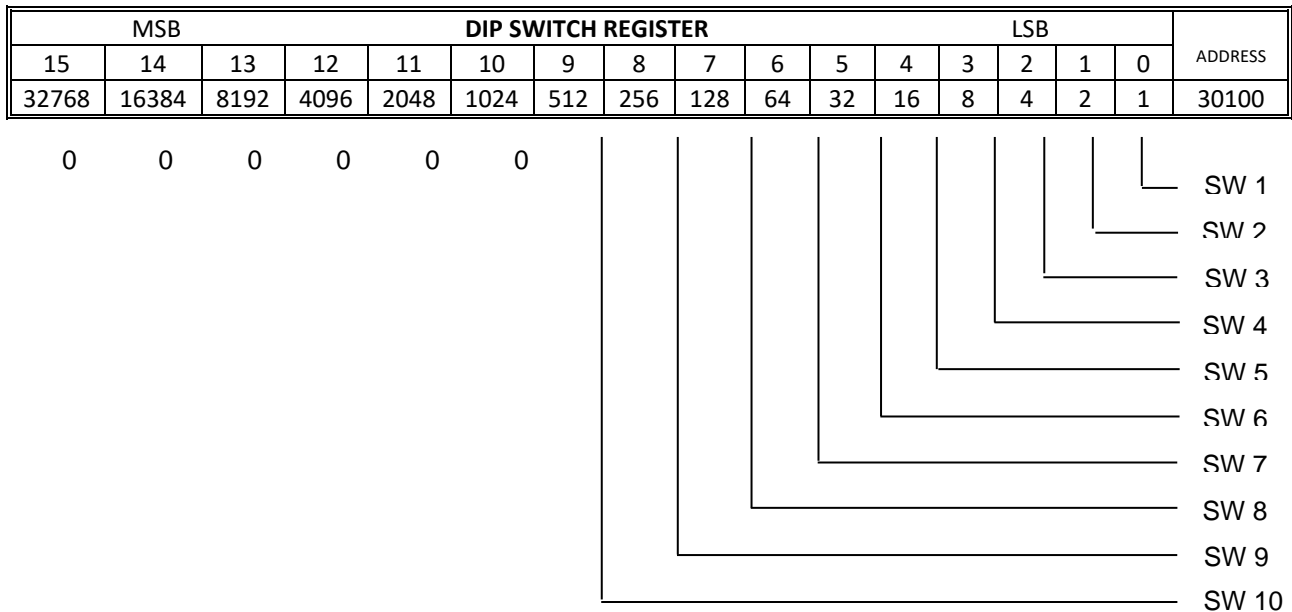 MSB DIP SWITCH REGISTER LSB ADDRESS
15 14 13 12 11 10 9 8 7 6 5 4 3 2 1 0
32768 16384 8192 4096 2048 1024 512 256 128 64 32 16 8 4 2 1 30100
0 0 0 0 0 0
SW 1
SW 2
SW 3
SW 4
SW 5
SW 6
SW 7
SW 8
SW 9
SW 10